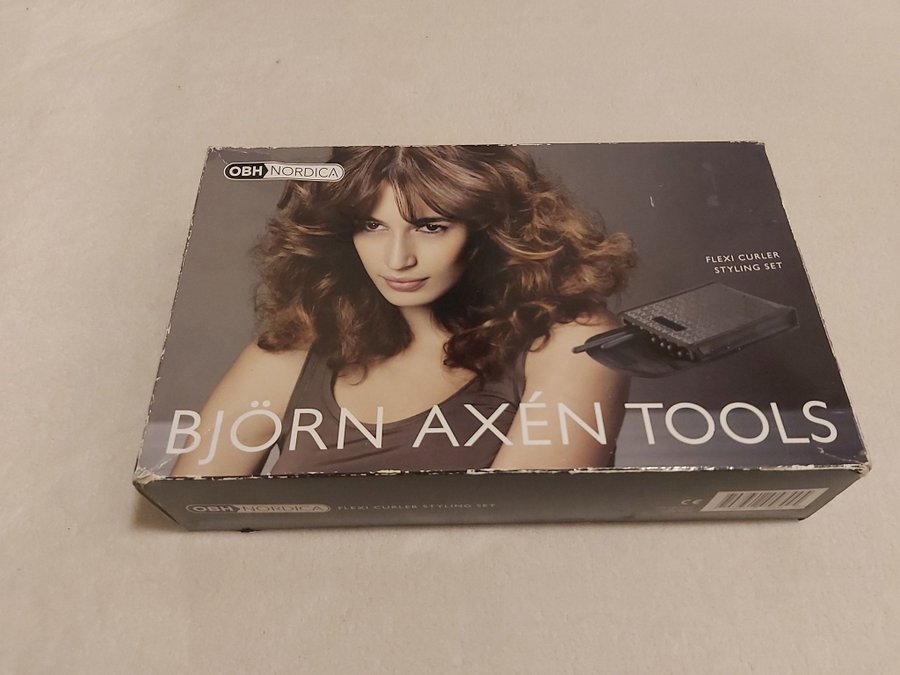 OBH NORDICA
FLEXI CURLER
STYLING SET
BJÖRN AXÉN TOOLS
OBH NORDICA FLEXI CURLER STYLING SET CE